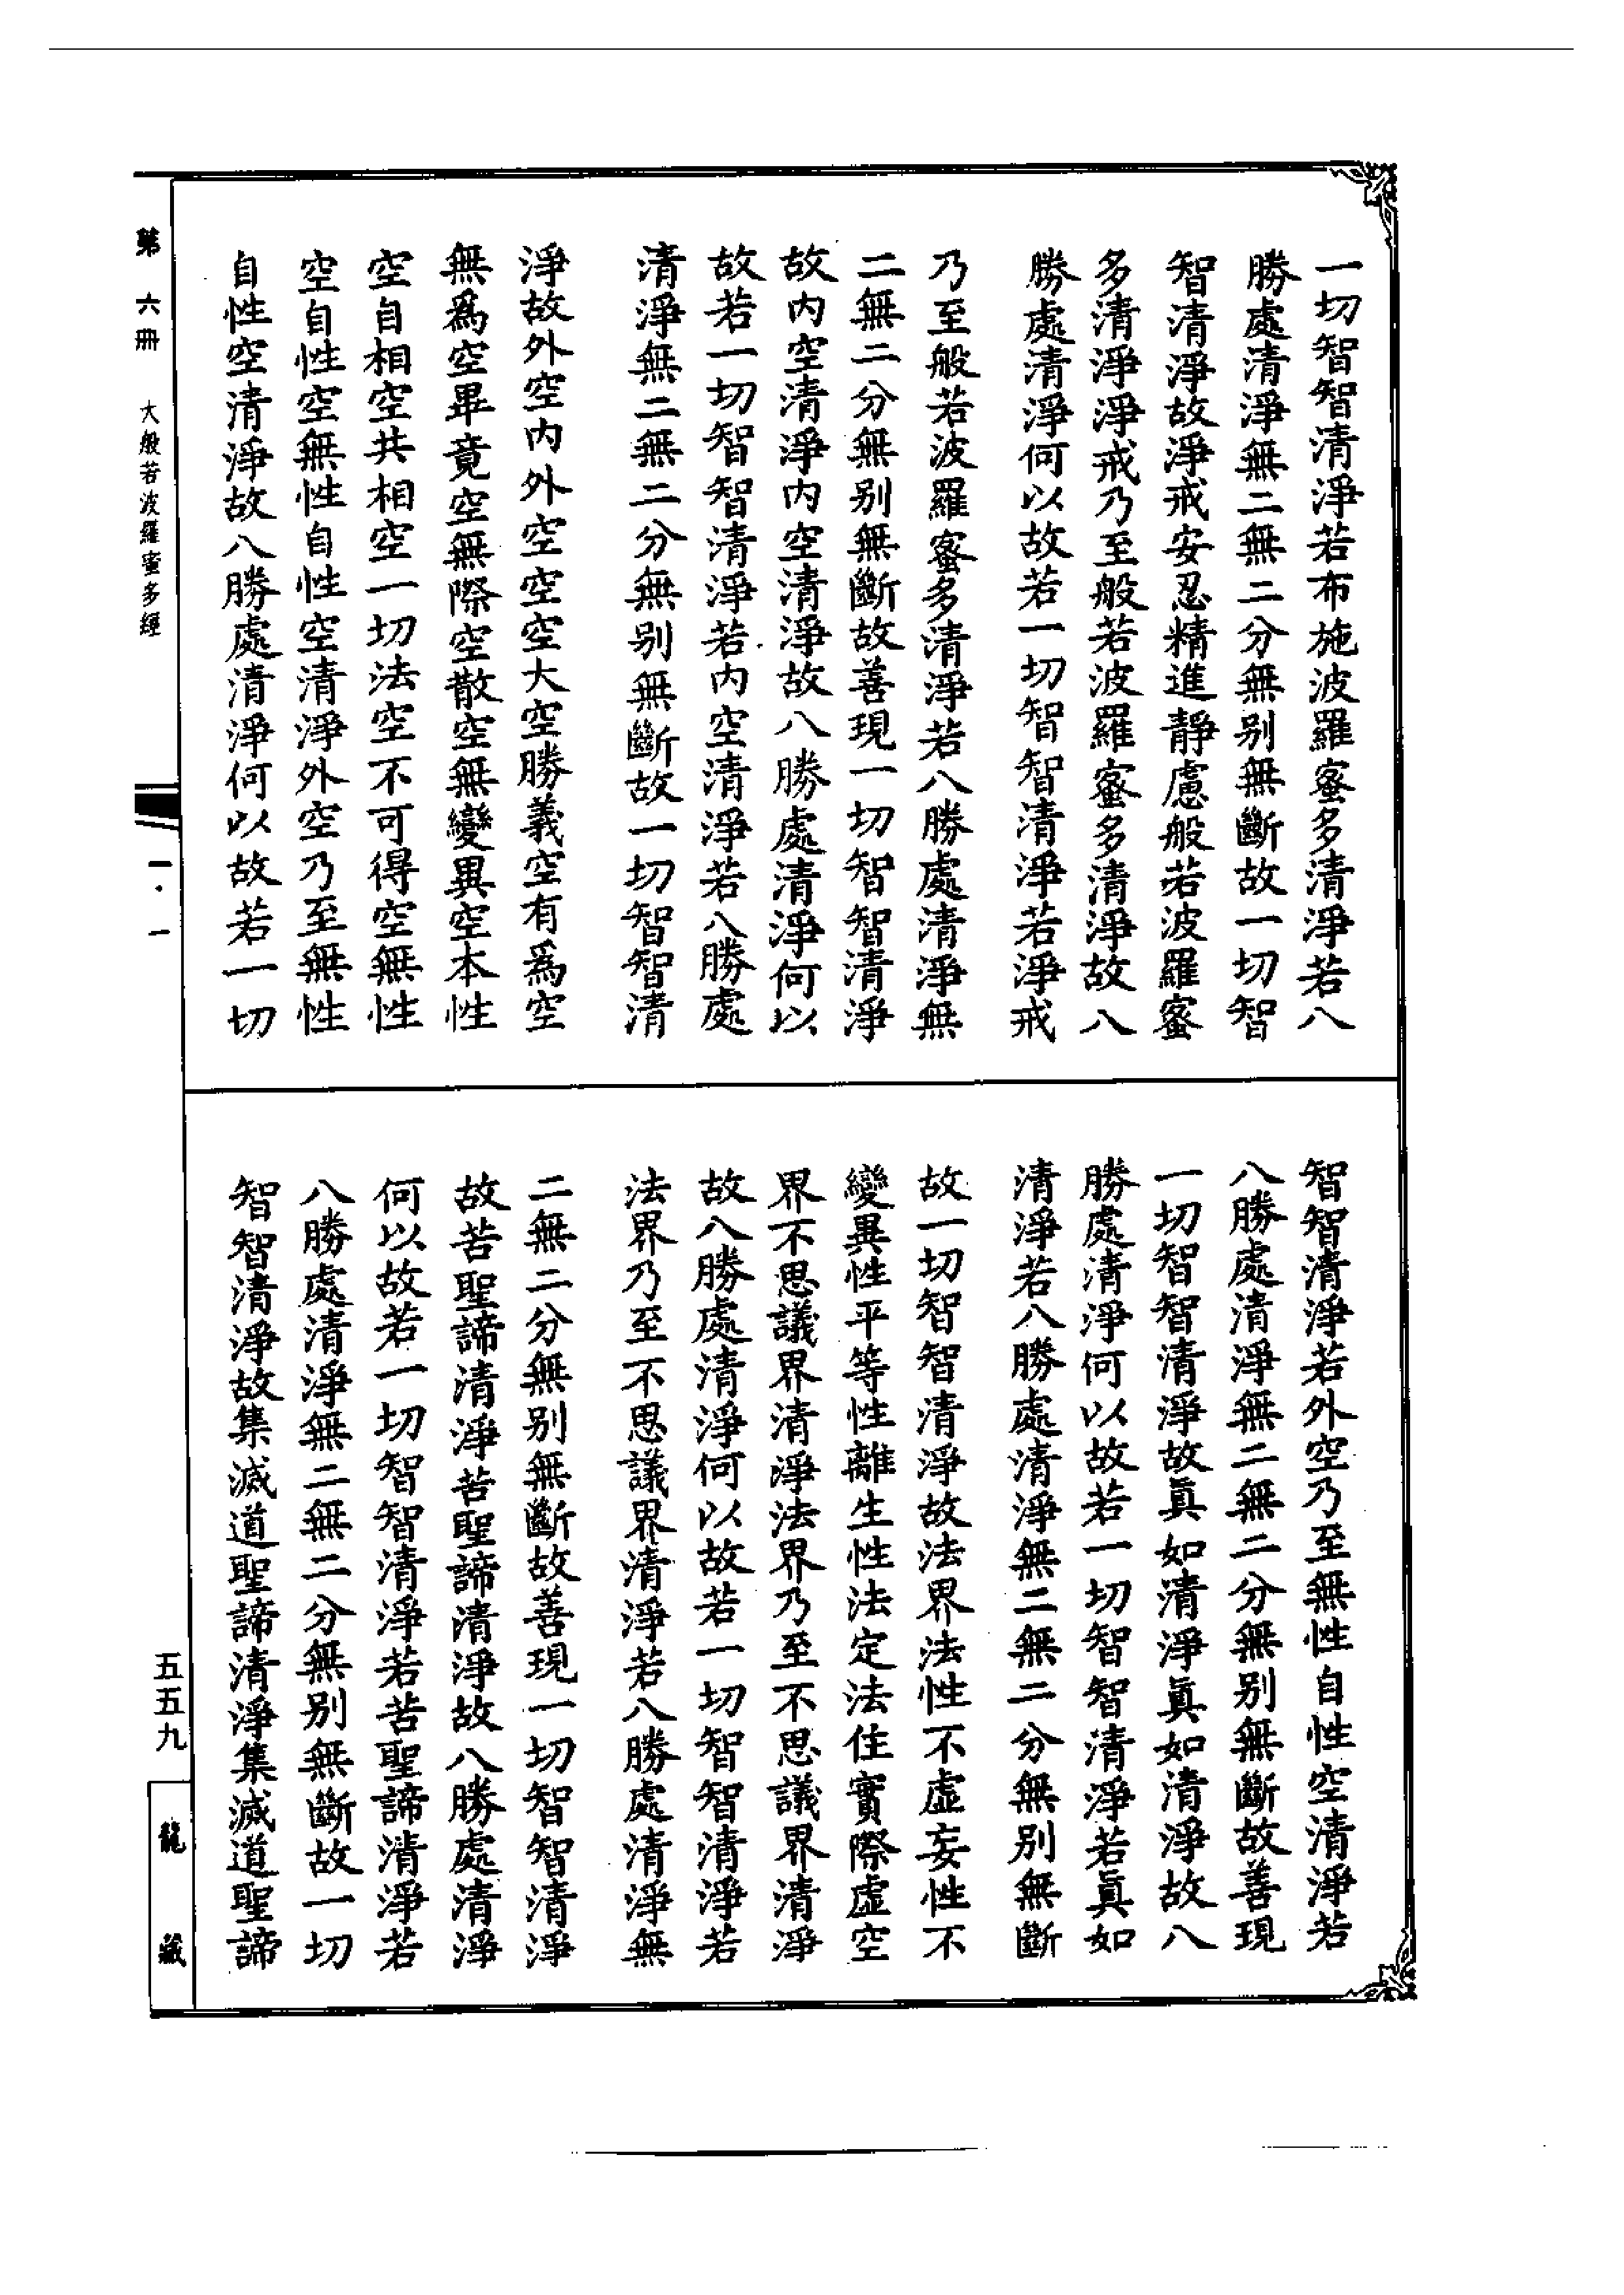 一切智智清淨若布施波羅蜜多清淨若八
勝處清淨無二無二分無别無斷故一切智
智清淨故淨戒安忍精進靜慮般若波羅蜜
多清淨淨戒乃至般若波羅蜜多清淨故八
勝處清淨何以故若一切智智清淨若淨戒
乃至般若波羅蜜多清淨若八勝處清淨無
二無二分無别無斷故善現一切智智清淨
故内空清淨内空清淨故八勝處清淨何以
故若一切智智清淨若内空清淨若八勝處
清淨無二無二分無别無斷故一切智智清
淨故外空内外空空空大空勝義空有爲空
無爲空畢竟空無際空散空無變異空本性
空自相空共相空一切法空不可得空無性
空自性空無性自性空清淨外空乃至無性
自性空清淨故八勝處清淨何以故若一切
智智清淨若外空乃至無性自性空清淨若
八勝處清淨無二無二分無别無斷故善現
一切智智清淨故眞如清淨眞如清淨故八
勝處清淨何以故若一切智智清淨若眞如
清淨若八勝處清淨無二無二分無别無斷
故一切智智清淨故法界法性不虛妄性不
變異性平等性離生性法定法住實際虛空
界不思議界清淨法界乃至不思議界清淨
故八勝處清淨何以故若一切智智清淨若
法界乃至不思議界清淨若八勝處清淨無
二無二分無别無斷故善現一切智智清淨
故苦聖諦清淨苦聖諦清淨故八勝處清淨
何以故若一切智智清淨若苦聖諦清淨若
八勝處清淨無二無二分無别無斷故一切
智智清淨故集滅道聖諦清淨集滅道聖諦
第六冊 大般若波羅蜜多經
一·一
五五九
龍藏